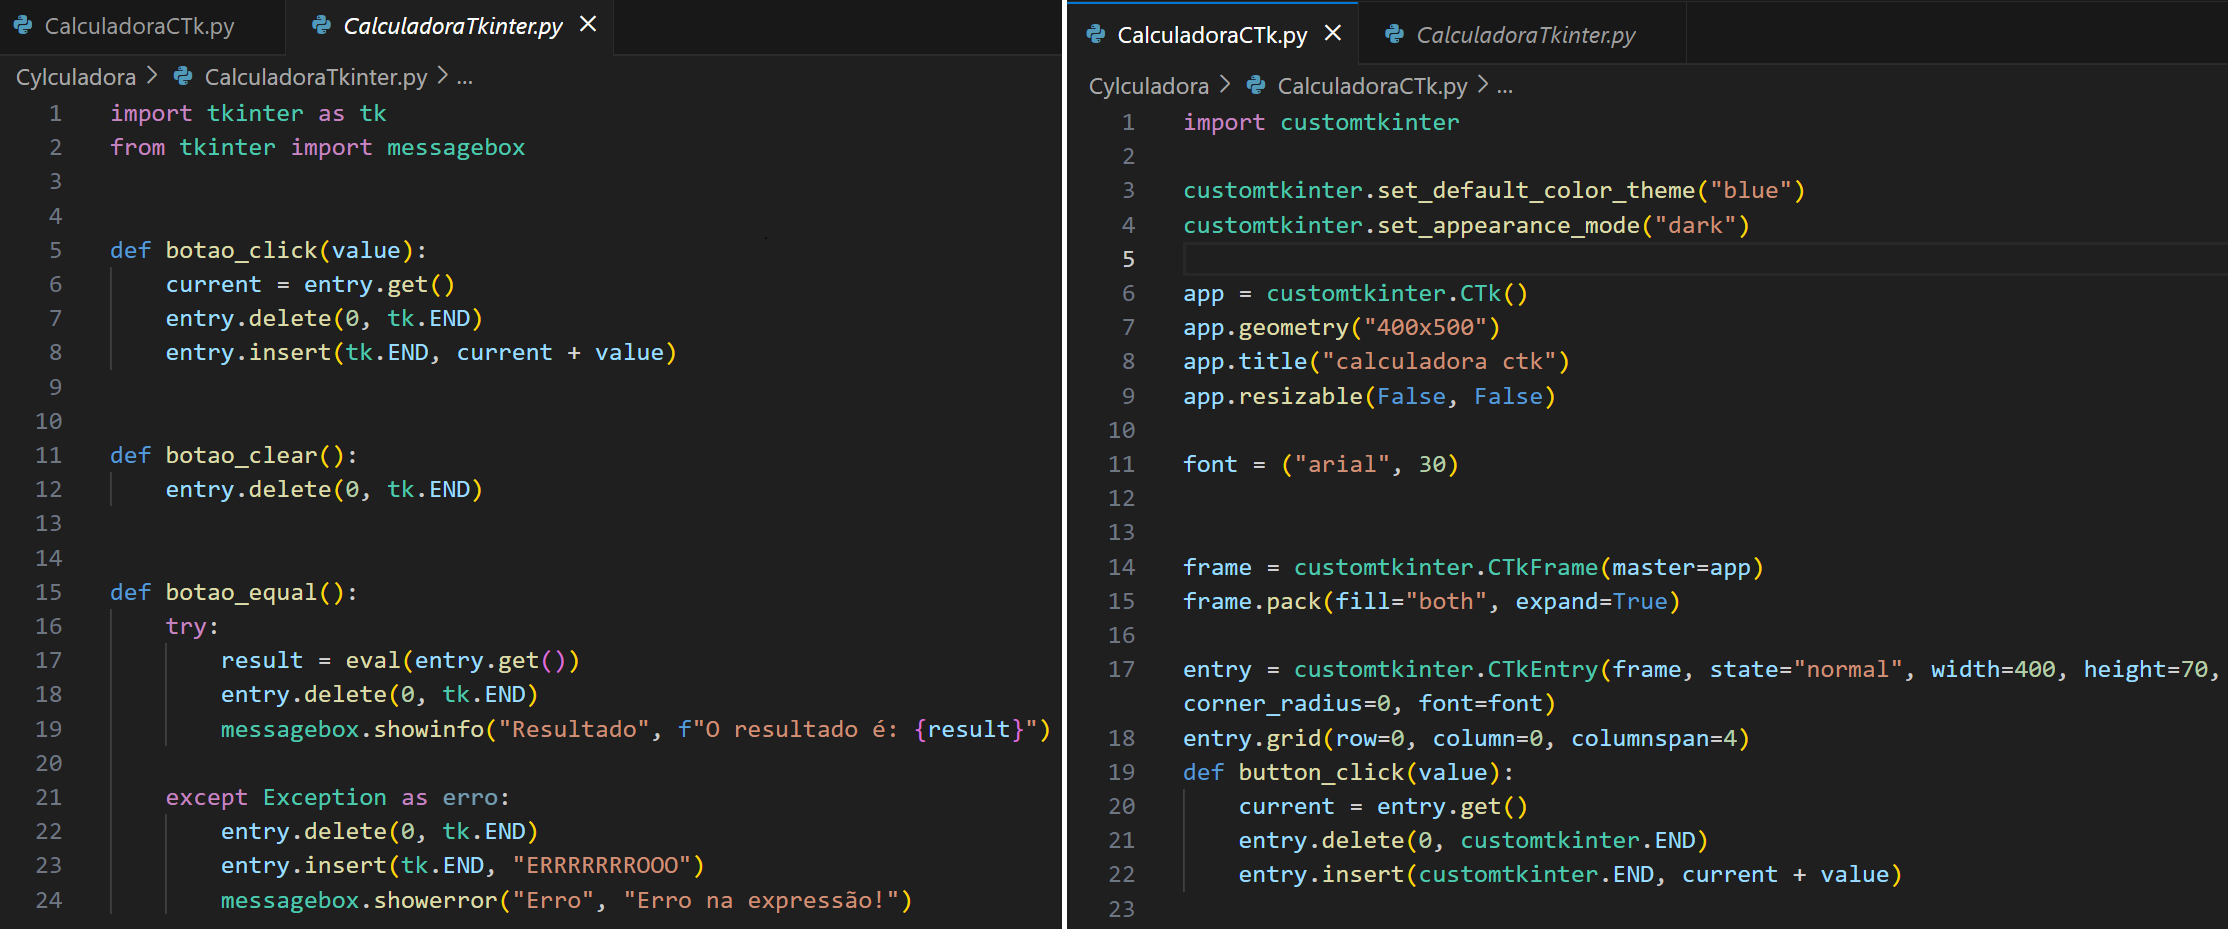 CalculadoraCTk.py CalculadoraTkinter.py
Cylculadora > CalculadoraTkinter.py > ...
1 import tkinter as tk
2 from tkinter import messagebox
3
4
5 def botao_click(value):
6 current = entry.get()
7 entry.delete(0, tk.END)
8 entry.insert(tk.END, current + value)
9
10
11 def botao_clear():
12 entry.delete(0, tk.END)
13
14
15 def botao_equal():
16 try:
17 result = eval(entry.get())
18 entry.delete(0, tk.END)
19 messagebox.showinfo("Resultado", f"O resultado é: {result}")
20
21 except Exception as erro:
22 entry.delete(0, tk.END)
23 entry.insert(tk.END, "ERRRRRRROOO")
24 messagebox.showerror("Erro", "Erro na expressão!")
CalculadoraCTk.py CalculadoraTkinter.py
Cylculadora > CalculadoraCTk.py > ...
1 import customtkinter
2
3 customtkinter.set_default_color_theme("blue")
4 customtkinter.set_appearance_mode("dark")
5
6 app = customtkinter.CTk()
7 app.geometry("400x500")
8 app.title("calculadora ctk")
9 app.resizable(False, False)
10
11 font = ("arial", 30)
12
13
14 frame = customtkinter.CTkFrame(master=app)
15 frame.pack(fill="both", expand=True)
16
17 entry = customtkinter.CTkEntry(frame, state="normal", width=400, height=70,
corner_radius=0, font=font)
18 entry.grid(row=0, column=0, columnspan=4)
19 def button_click(value):
20 current = entry.get()
21 entry.delete(0, customtkinter.END)
22 entry.insert(customtkinter.END, current + value)
23